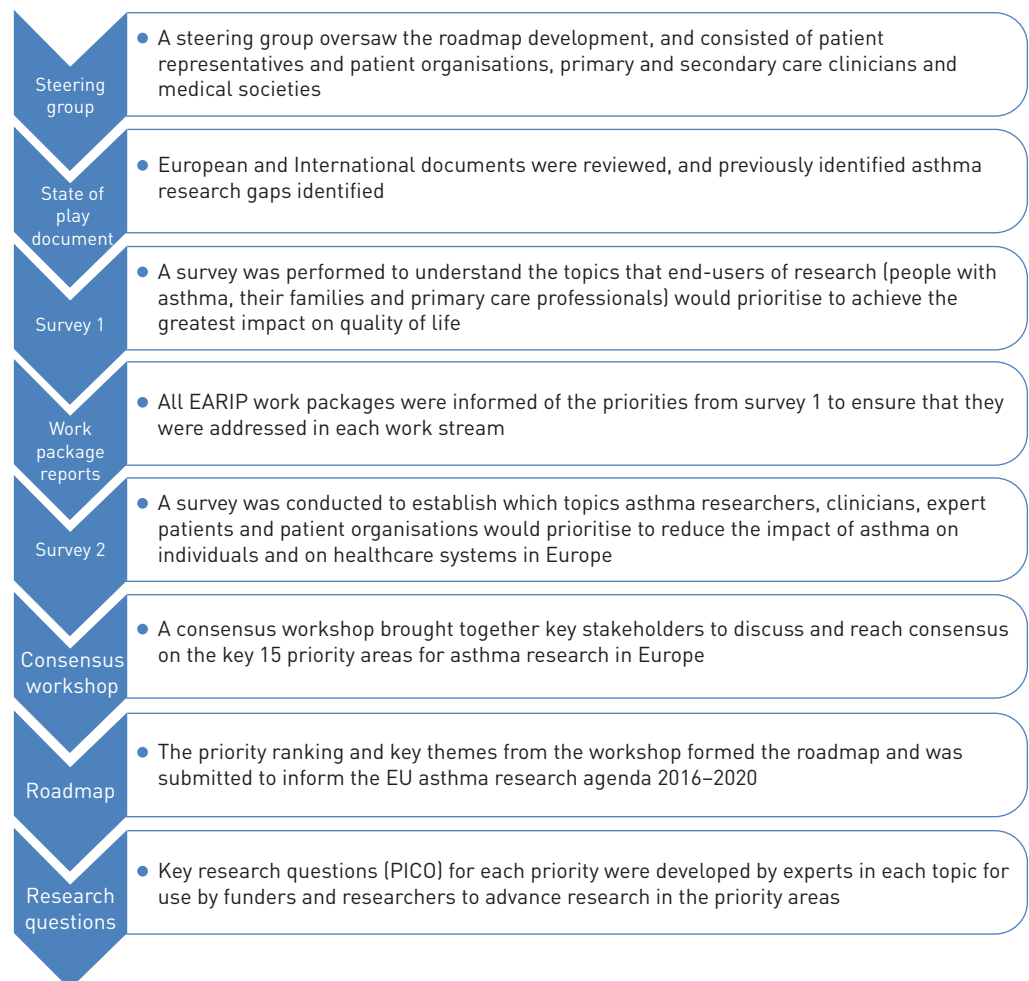 Steering
group
• A steering group oversaw the roadmap development, and consisted of patient
representatives and patient organisations, primary and secondary care clinicians and
medical societies
State of
play
document
• European and International documents were reviewed, and previously identified asthma
research gaps identified
Survey 1
• A survey was performed to understand the topics that end-users of research (people with
asthma, their families and primary care professionals) would prioritise to achieve the
greatest impact on quality of life
Work
package
reports
• All EARIP work packages were informed of the priorities from survey 1 to ensure that they
were addressed in each work stream
Survey 2
• A survey was conducted to establish which topics asthma researchers, clinicians, expert
patients and patient organisations would prioritise to reduce the impact of asthma on
individuals and on healthcare systems in Europe
Consensus
workshop
• A consensus workshop brought together key stakeholders to discuss and reach consensus
on the key 15 priority areas for asthma research in Europe
Roadmap
• The priority ranking and key themes from the workshop formed the roadmap and was
submitted to inform the EU asthma research agenda 2016–2020
Research
questions
• Key research questions (PICO) for each priority were developed by experts in each topic for
use by funders and researchers to advance research in the priority areas